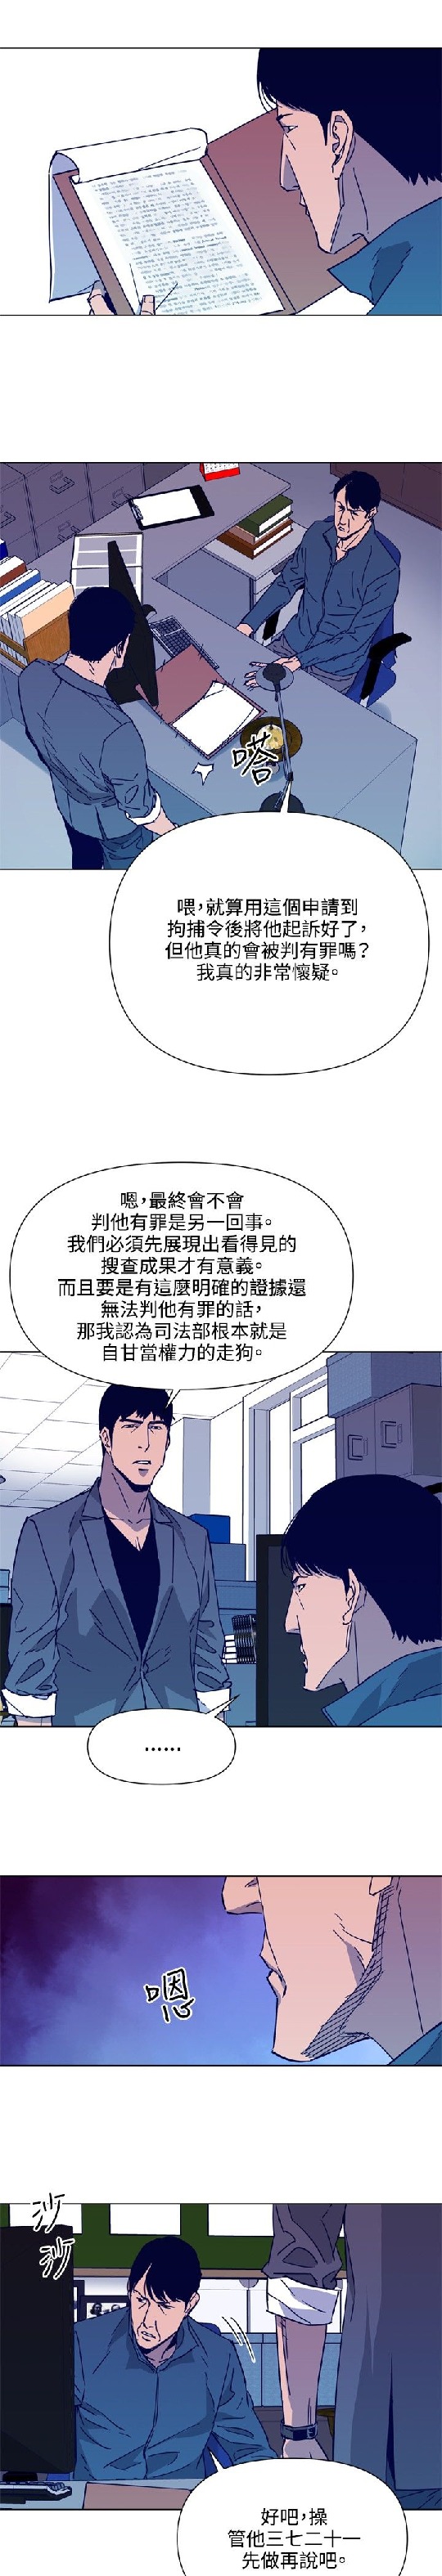 嗒
喂，就算用這個申請到
拘捕令後將他起訴好了，
但他真的會被判有罪嗎？
我真的非常懷疑。
嗯，最終會不會
判他有罪是另一回事。
我們必須先展現出看得見的
搜查成果才有意義。
而且要是有這麼明確的證據還
無法判他有罪的話，
那我認為司法部根本就是
自甘當權力的走狗。
……
嗯
沙
沙
好吧，操
管他三七二十一
先做再說吧。